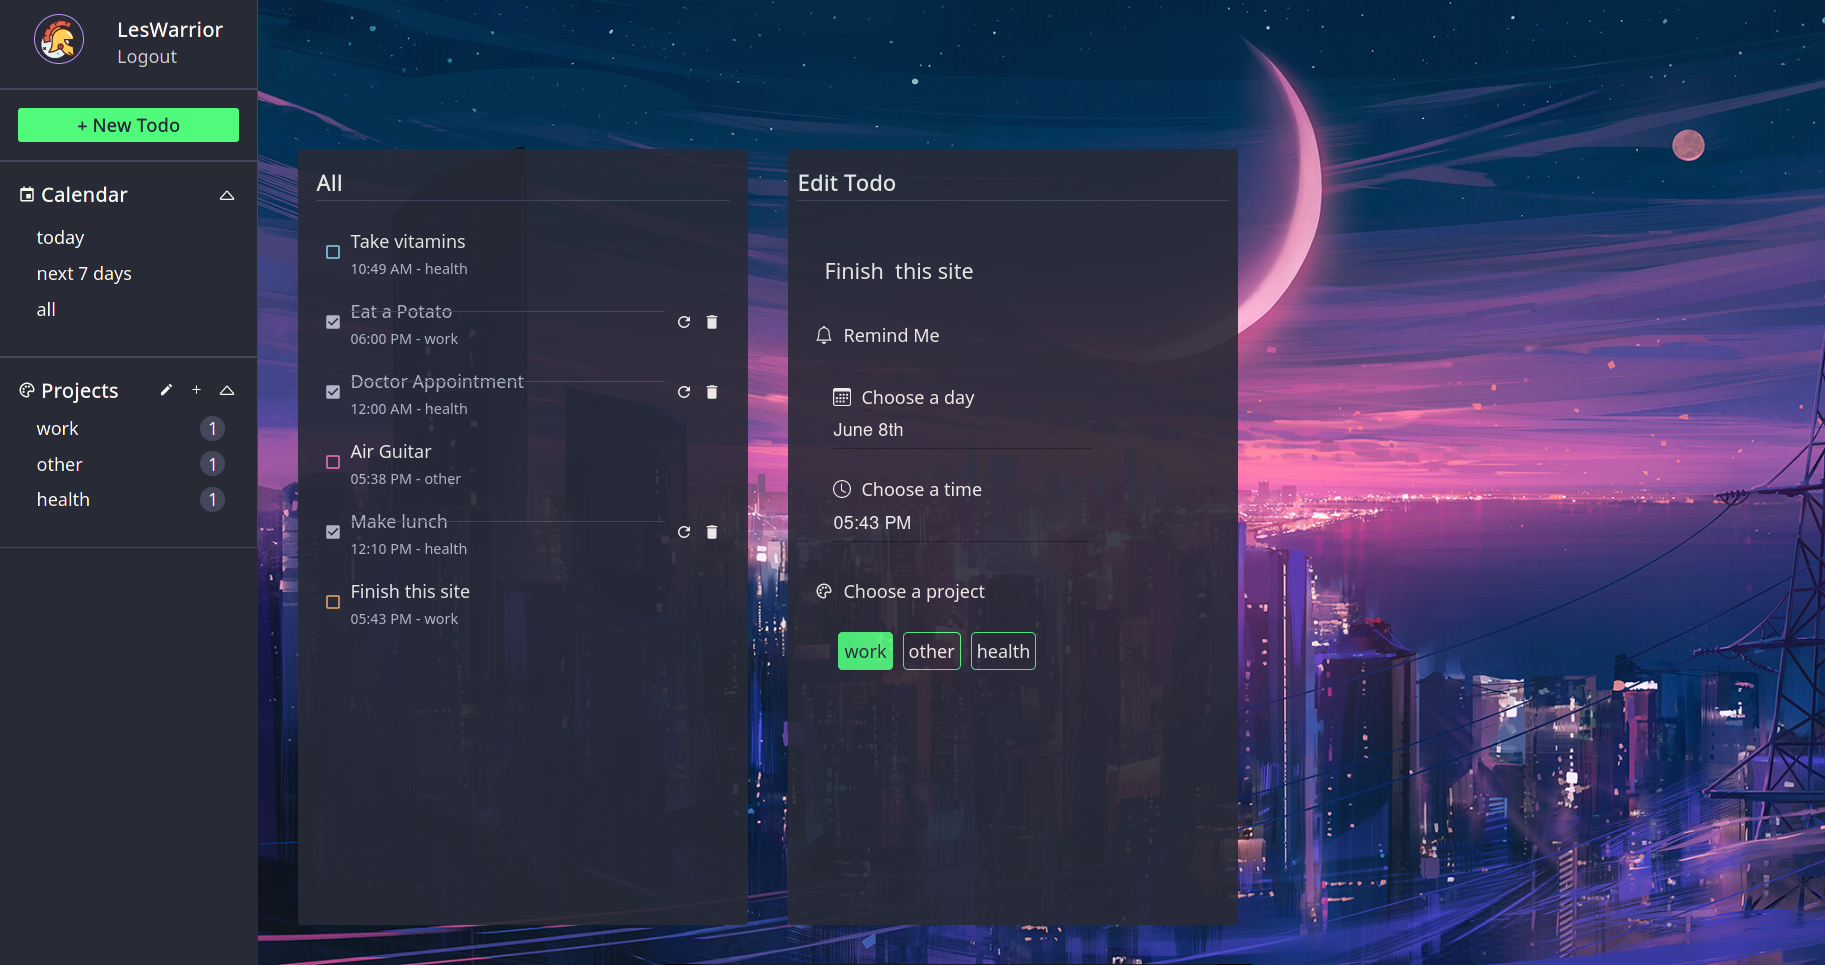 LesWarrior
Logout
+ New Todo
Calendar
today
next 7 days
all
Projects +
work 1
other 1
health 1
All
Take vitamins
10:49 AM - health
Eat a Potato
06:00 PM - work
Doctor Appointment
12:00 AM - health
Air Guitar
05:38 PM - other
Make lunch
12:10 PM - health
Finish this site
05:43 PM - work
Edit Todo
Finish  this site
Remind Me
Choose a day
June 8th
Choose a time
05:43 PM
Choose a project
work other health